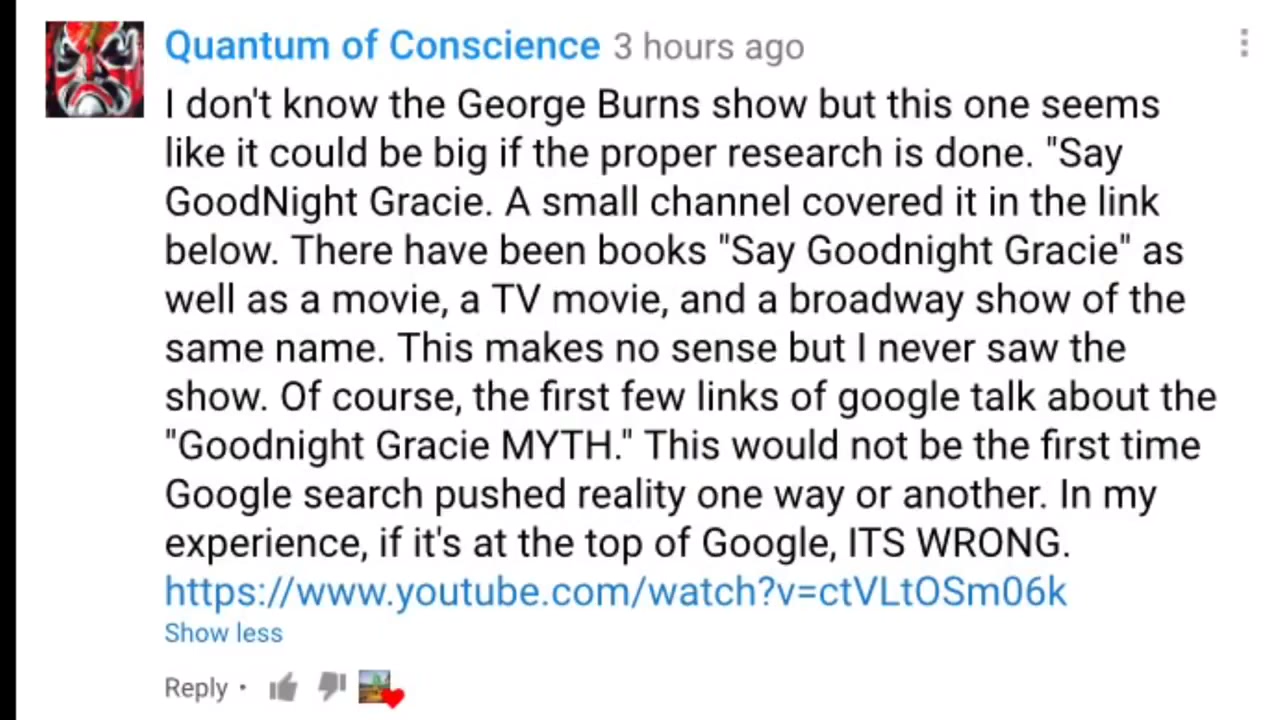 Quantum of Conscience 3 hours ago
I don't know the George Burns show but this one seems
like it could be big if the proper research is done. "Say
GoodNight Gracie. A small channel covered it in the link
below. There have been books "Say Goodnight Gracie" as
well as a movie, a TV movie, and a broadway show of the
same name. This makes no sense but I never saw the
show. Of course, the first few links of google talk about the
"Goodnight Gracie MYTH." This would not be the first time
Google search pushed reality one way or another. In my
experience, if it's at the top of Google, ITS WRONG.
https://www.youtube.com/watch?v=ctVLtOSm06k
Show less
Reply •